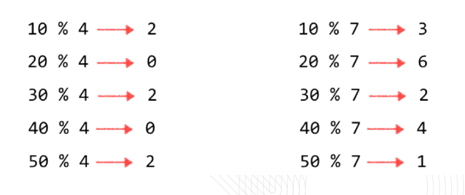 10 % 4 → 2
20 % 4 → 0
30 % 4 → 2
40 % 4 → 0
50 % 4 → 2
10 % 7 → 3
20 % 7 → 6
30 % 7 → 2
40 % 7 → 4
50 % 7 → 1